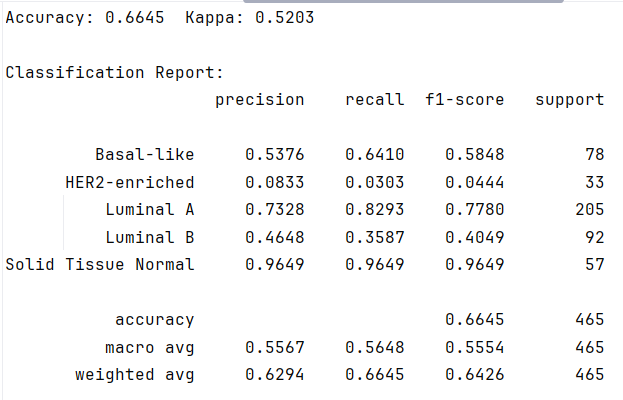 Accuracy: 0.6645  Kappa: 0.5203
Classification Report:
precision recall f1-score support
Basal-like 0.5376 0.6410 0.5848 78
HER2-enriched 0.0833 0.0303 0.0444 33
Luminal A 0.7328 0.8293 0.7780 205
Luminal B 0.4648 0.3587 0.4049 92
Solid Tissue Normal 0.9649 0.9649 0.9649 57
accuracy 0.6645 465
macro avg 0.5567 0.5648 0.5554 465
weighted avg 0.6294 0.6645 0.6426 465